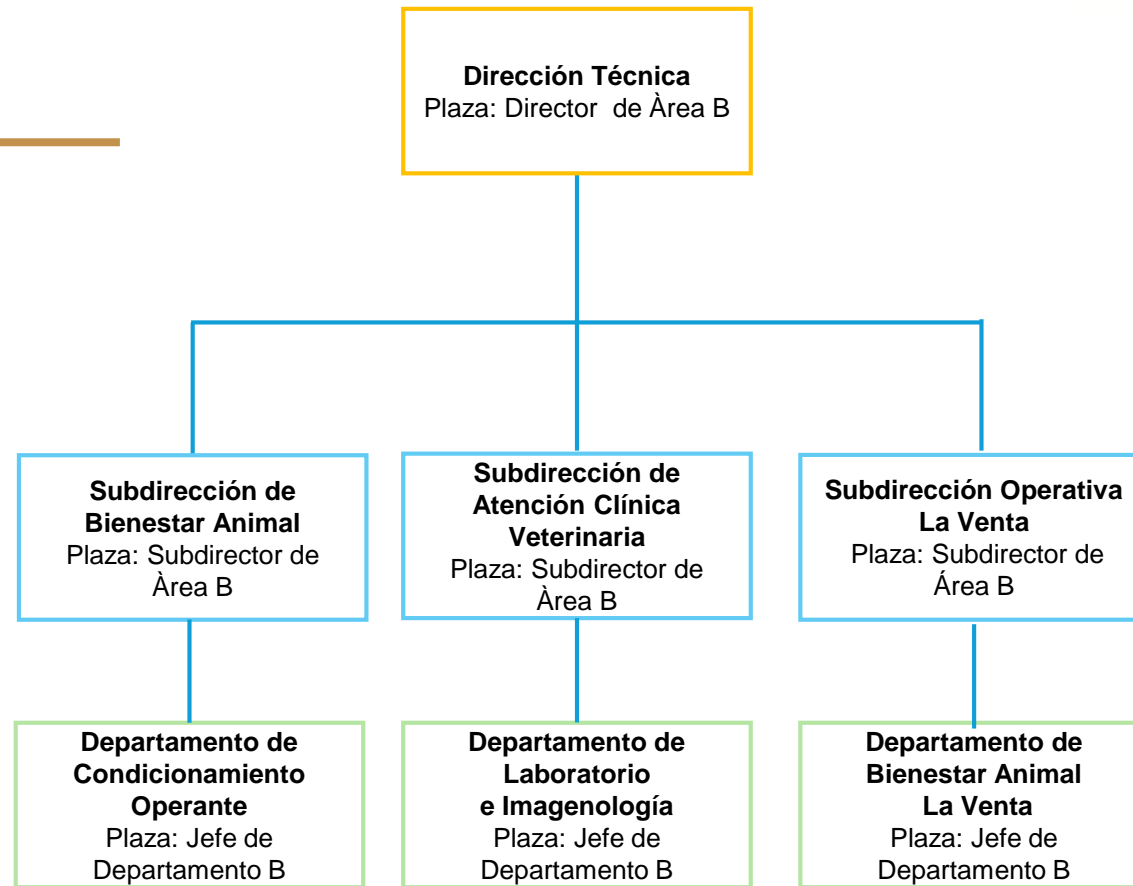 Dirección Técnica
Plaza: Director de Àrea B
Subdirección de
Bienestar Animal
Plaza: Subdirector de
Àrea B
Subdirección de
Atención Clínica
Veterinaria
Plaza: Subdirector de
Àrea B
Subdirección Operativa
La Venta
Plaza: Subdirector de
Área B
Departamento de
Condicionamiento
Operante
Plaza: Jefe de
Departamento B
Departamento de
Laboratorio
e Imagenología
Plaza: Jefe de
Departamento B
Departamento de
Bienestar Animal
La Venta
Plaza: Jefe de
Departamento B